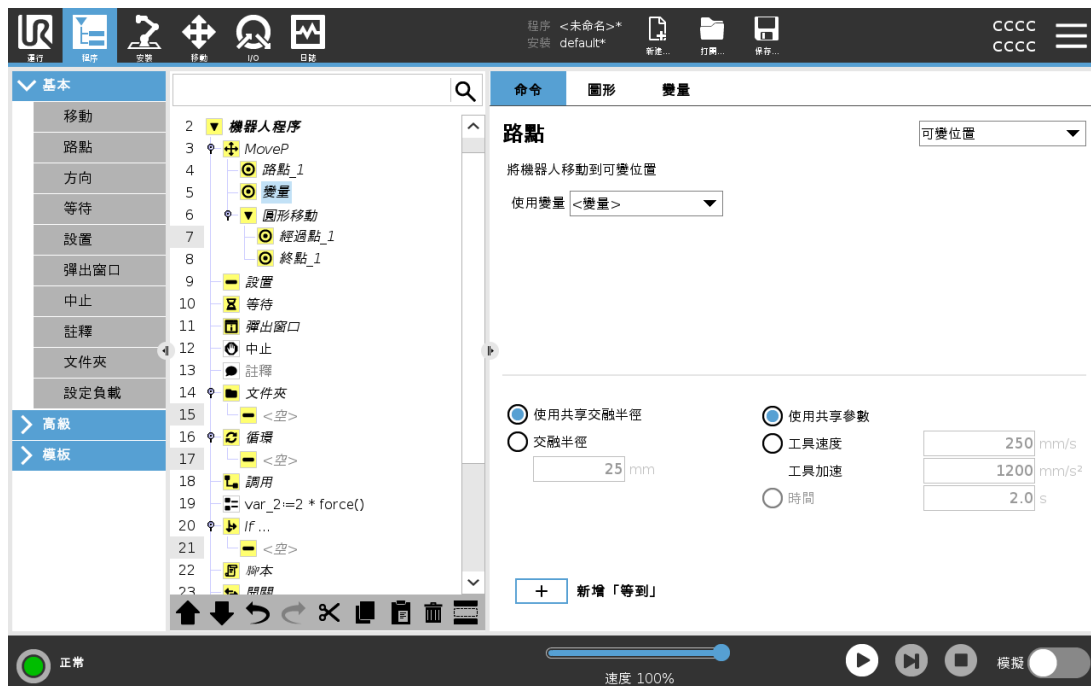 UR
運行
程序
安裝
移動
I/O
日誌
程序 <未命名>*
安裝 default*
新建...
打開...
保存...
CCCC
CCCC
基本
移動
路點
方向
等待
設置
彈出窗口
中止
註釋
文件夾
設定負載
高級
模板
2 機器人程序
3 MoveP
4 路點_1
5 變量
6 圓形移動
7 經過點_1
8 終點_1
9 設置
10 等待
11 彈出窗口
12 中止
13 註釋
14 文件夾
15 <空>
16 循環
17 <空>
18 調用
19 var_2:=2 * force()
20 If ...
21 <空>
22 腳本
23 開關
命令
圖形
變量
路點
可變位置
將機器人移動到可變位置
使用變量 <變量>
使用共享交融半徑
交融半徑
25 mm
使用共享參數
工具速度 250 mm/s
工具加速 1200 mm/s²
時間 2.0 s
+ 新增「等到」
正常
速度 100%
模擬